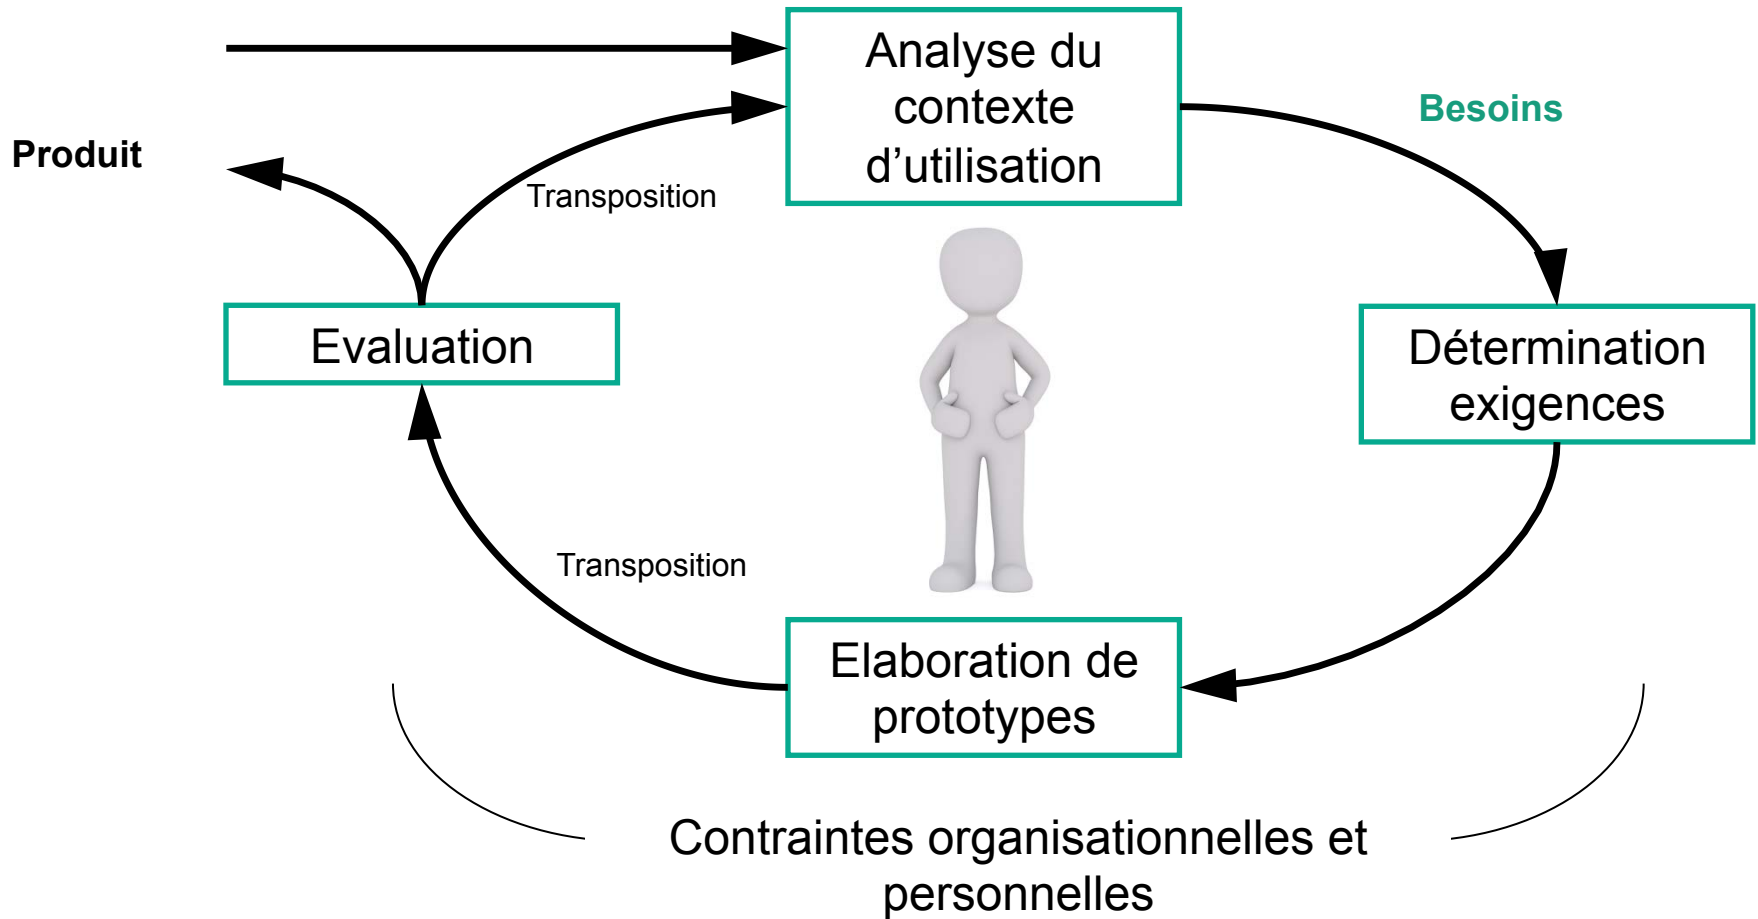 Analyse du
contexte
d’utilisation
Besoins
Produit
Transposition
Evaluation
Détermination
exigences
Transposition
Elaboration de
prototypes
Contraintes organisationnelles et
personnelles